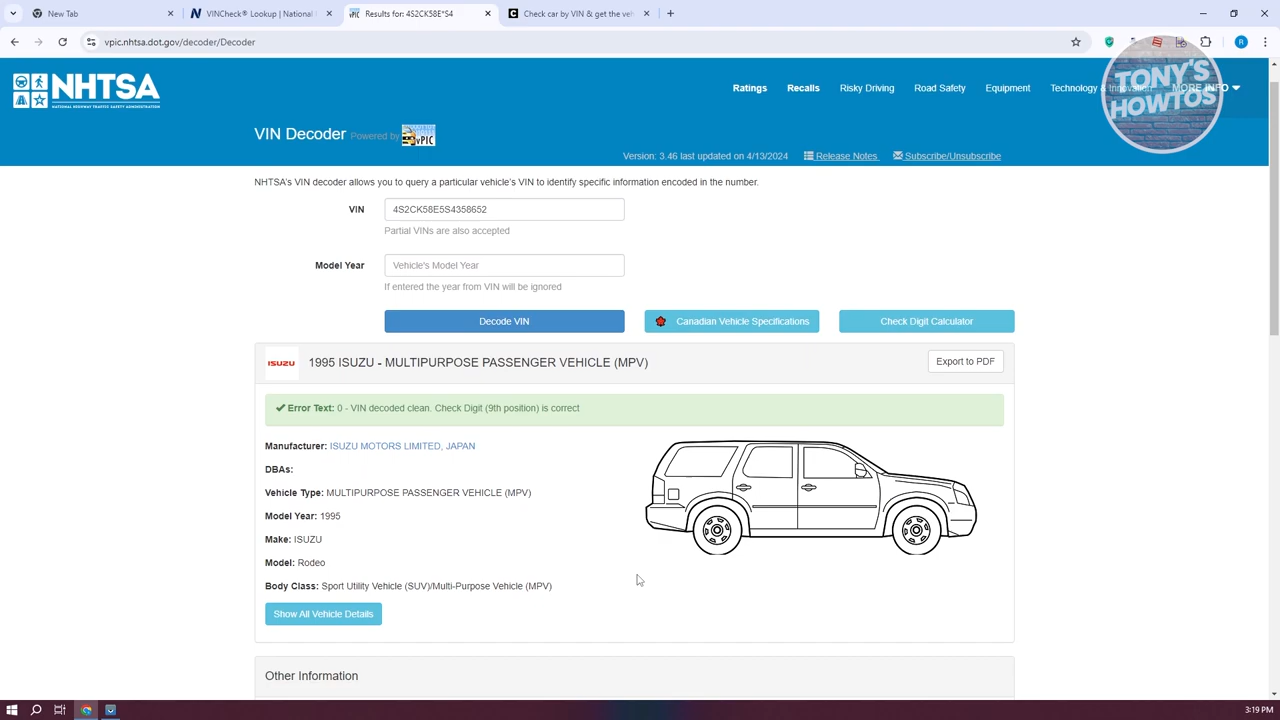 New Tab
VINCheck® Lookup | National I
Results for: 4S2CK58E*S4
Check car by VIN & get the veh
vpic.nhtsa.dot.gov/decoder/Decoder
R
NHTSA
NATIONAL HIGHWAY TRAFFIC SAFETY ADMINISTRATION
Ratings
Recalls
Risky Driving
Road Safety
Equipment
Technology & Innovation
MORE INFO
TONY'S
HOWTOS
VIN Decoder Powered by vPIC
Version: 3.46 last updated on 4/13/2024
Release Notes
Subscribe/Unsubscribe
NHTSA's VIN decoder allows you to query a particular vehicle's VIN to identify specific information encoded in the number.
VIN
4S2CK58E5S4358652
Partial VINs are also accepted
Model Year
Vehicle's Model Year
If entered the year from VIN will be ignored
Decode VIN
Canadian Vehicle Specifications
Check Digit Calculator
ISUZU
1995 ISUZU - MULTIPURPOSE PASSENGER VEHICLE (MPV)
Export to PDF
Error Text: 0 - VIN decoded clean. Check Digit (9th position) is correct
Manufacturer: ISUZU MOTORS LIMITED, JAPAN
DBAs:
Vehicle Type: MULTIPURPOSE PASSENGER VEHICLE (MPV)
Model Year: 1995
Make: ISUZU
Model: Rodeo
Body Class: Sport Utility Vehicle (SUV)/Multi-Purpose Vehicle (MPV)
Show All Vehicle Details
Other Information
3:19 PM